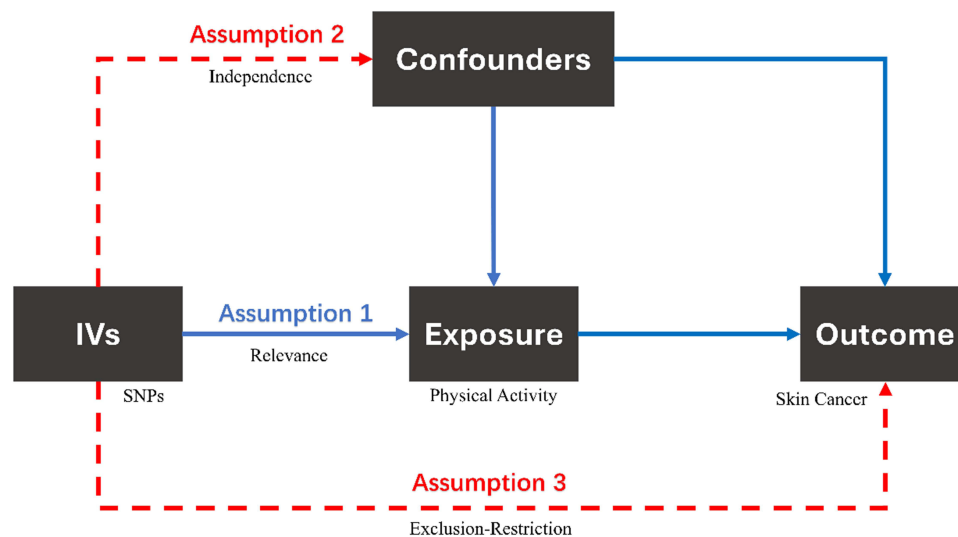 Assumption 2
Independence
Confounders
IVs
SNPs
Assumption 1
Relevance
Exposure
Physical Activity
Outcome
Skin Cancer
Assumption 3
Exclusion-Restriction